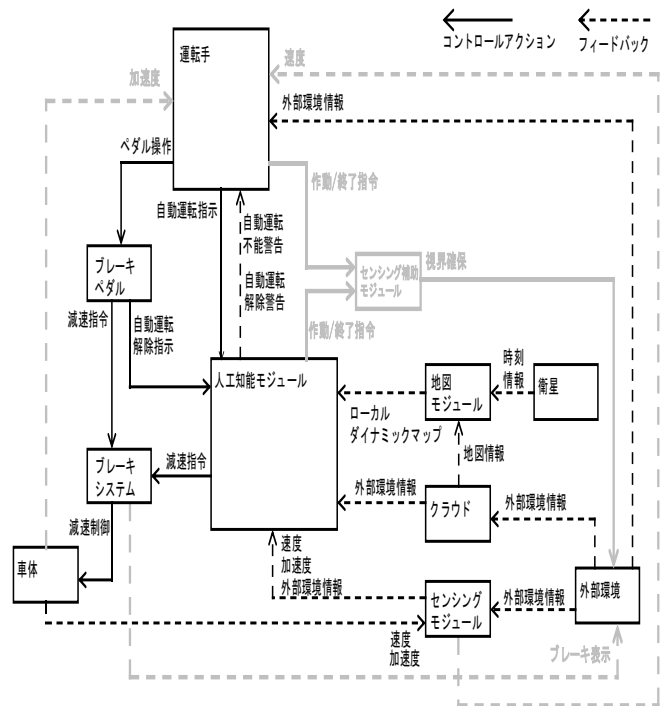 コントロールアクション
フィードバック
運転手
速度
加速度
外部環境情報
ペダル操作
作動/終了指令
自動運転指示
自動運転
不能警告
ブレーキ
ペダル
センシング補助
モジュール
視界確保
自動運転
解除警告
減速指令
自動運転
解除指示
作動/終了指令
人工知能モジュール
地図
モジュール
時刻
情報
衛星
ローカル
ダイナミックマップ
地図情報
ブレーキ
システム
減速指令
外部環境情報
クラウド
外部環境情報
減速制御
速度
加速度
外部環境情報
車体
センシング
モジュール
外部環境情報
外部環境
速度
加速度
ブレーキ表示